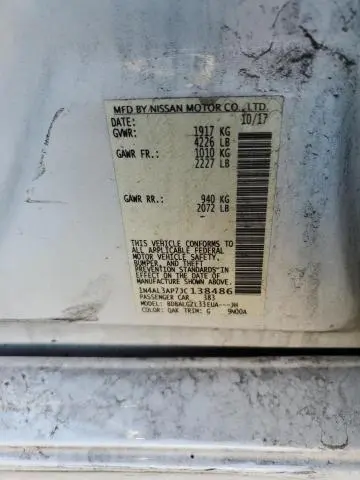 MFD BY NISSAN MOTOR CO., LTD.
DATE: 10/17
GVWR: 1917 KG
4226 LB
GAWR FR.: 1010 KG
2227 LB
GAWR RR.: 940 KG
2072 LB
THIS VEHICLE CONFORMS TO
ALL APPLICABLE FEDERAL
MOTOR VEHICLE SAFETY,
BUMPER, AND THEFT
PREVENTION STANDARDS
IN EFFECT ON THE DATE OF
MANUFACTURE SHOWN ABOVE.
1N4AL3AP7JC138486
PASSENGER CAR 383
MODEL: BDBALGZL33EUA---JH
COLOR: QAK TRIM: G 9N00A